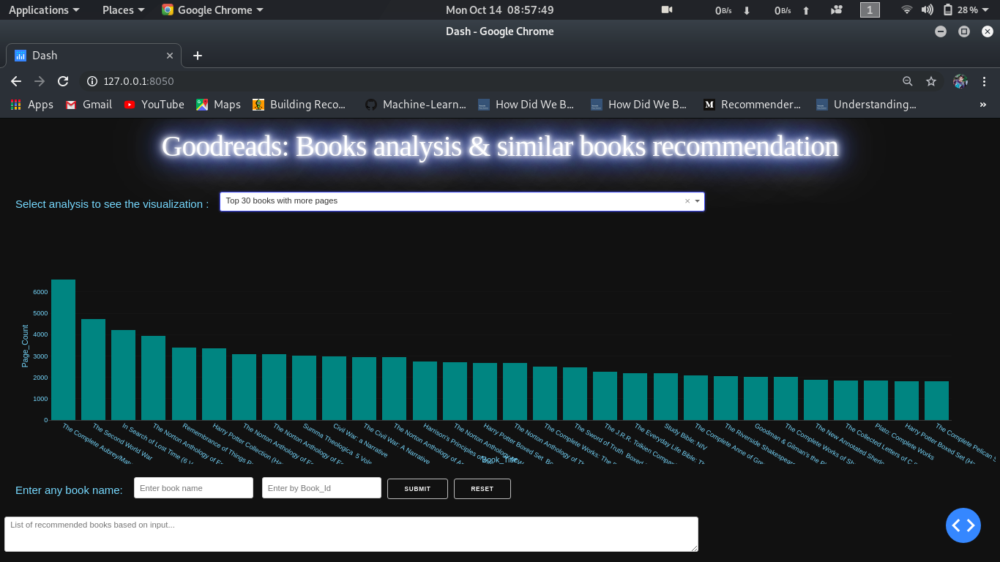 Applications Places Google Chrome Mon Oct 14 08:57:49 0B/s 0B/s 1 28 %
Dash - Google Chrome
Dash
127.0.0.1:8050
Apps Gmail YouTube Maps Building Reco... Machine-Learn... How Did We B... How Did We B... Recommender... Understanding... »
Goodreads: Books analysis & similar books recommendation
Select analysis to see the visualization :
Top 30 books with more pages
Page_Count
6000
5000
4000
3000
2000
1000
0
The Complete Aubrey/Mat
The Second World War
In Search of Lost Time (6 V
The Norton Anthology of E
Remembrance of Things P
Harry Potter Collection (Ha
The Norton Anthology of E
The Norton Anthology of E
Summa Theologica 5 Vols
Civil War: a Narrative
The Civil War: A Narrative
The Norton Anthology of A
Harrison's Principles of
The Norton Anthology
Harry Potter Boxed Set Bo
The Norton Anthology of Th
The Complete Works: The
The Sword of Truth Boxed
The J.R.R. Tolkien Compan
The Everyday Life Bible: Th
Study Bible: NIV
The Complete Anne of Gre
The Riverside Shakespeare
Goodman & Gilman's the P
The Complete Works of Sh
The New Annotated Sherlo
The Collected Letters of C.S
Plato: Complete Works
Harry Potter Boxed Set (Ha
The Complete Pelican S
Book_Title
Enter any book name:
Enter book name
Enter by Book_Id
SUBMIT
RESET
List of recommended books based on input...